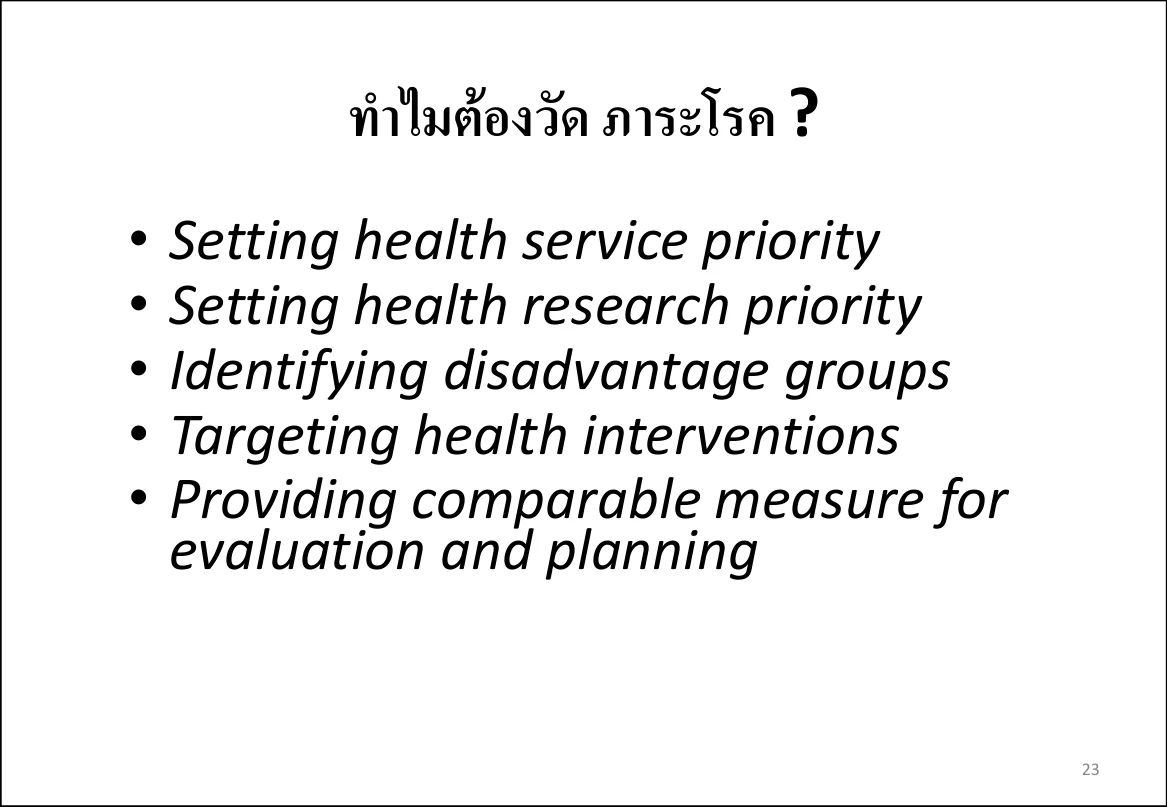 ทำไมต้องวัด ภาระโรค ?
• Setting health service priority
• Setting health research priority
• Identifying disadvantage groups
• Targeting health interventions
• Providing comparable measure for
evaluation and planning
23